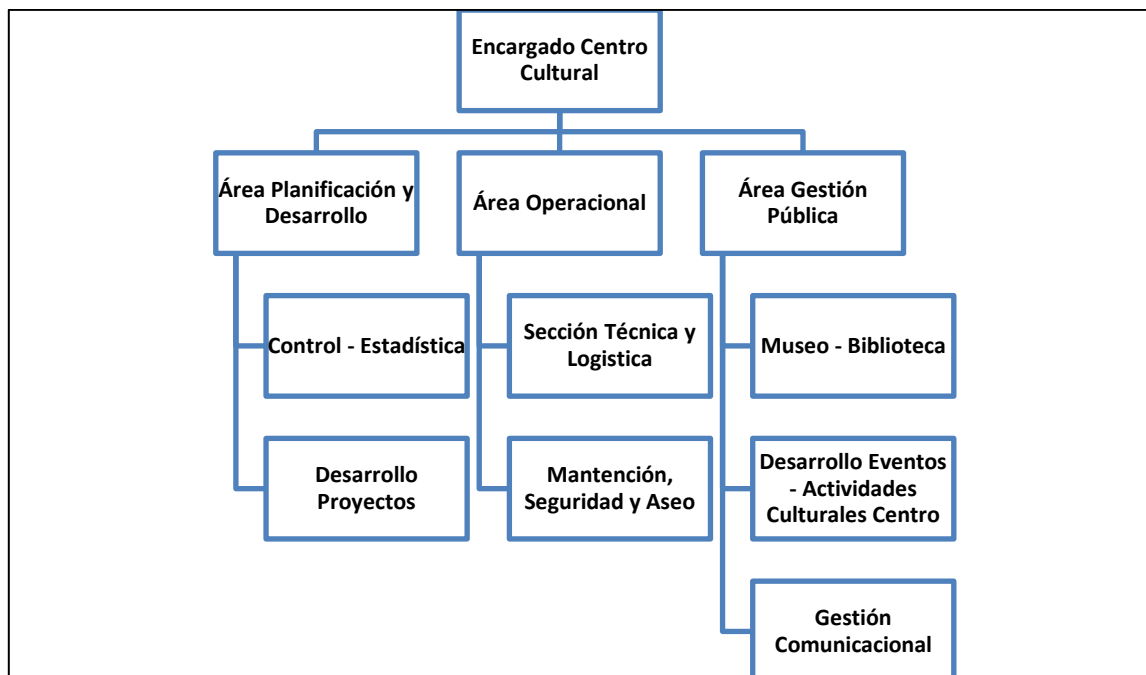 Encargado Centro
Cultural
Área Planificación y
Desarrollo
Área Operacional
Área Gestión
Pública
Control - Estadística
Sección Técnica y
Logistica
Museo - Biblioteca
Desarrollo
Proyectos
Mantención,
Seguridad y Aseo
Desarrollo Eventos
- Actividades
Culturales Centro
Gestión
Comunicacional